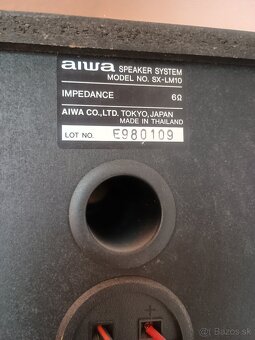 aiwa SPEAKER SYSTEM
MODEL NO. SX-LM10
IMPEDANCE 6Ω
AIWA CO.,LTD. TOKYO,JAPAN
MADE IN THAILAND
LOT NO. E980109
+
Bazos.sk